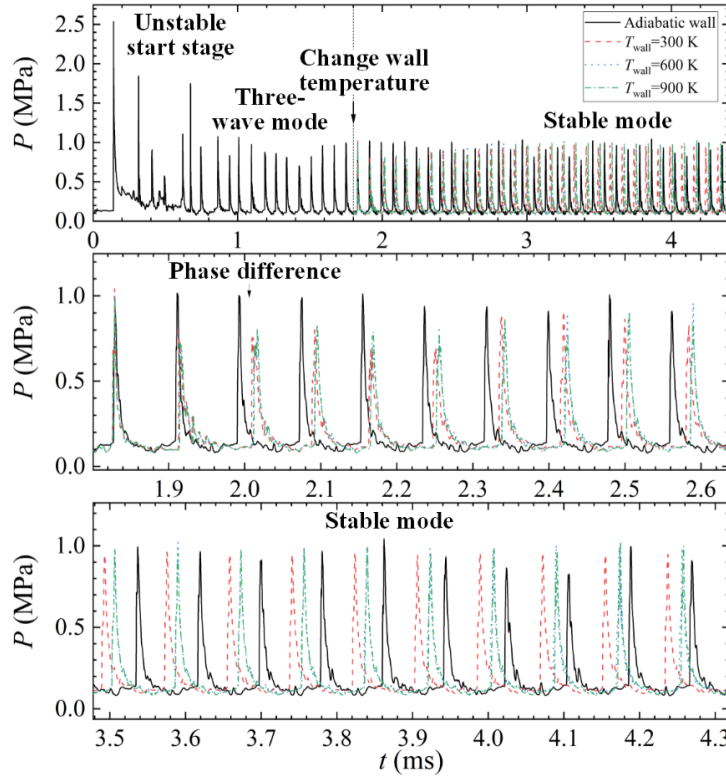 Unstable
start stage
Three-
wave mode
Change wall
temperature
Stable mode
Adiabatic wall
T_wall=300 K
T_wall=600 K
T_wall=900 K
P (MPa)
2.5
2.0
1.5
1.0
0.5
0.0
0 1 2 3 4
Phase difference
P (MPa)
1.0
0.5
0.0
1.9 2.0 2.1 2.2 2.3 2.4 2.5 2.6
Stable mode
P (MPa)
1.0
0.5
0.0
3.5 3.6 3.7 3.8 3.9 4.0 4.1 4.2 4.3
t (ms)